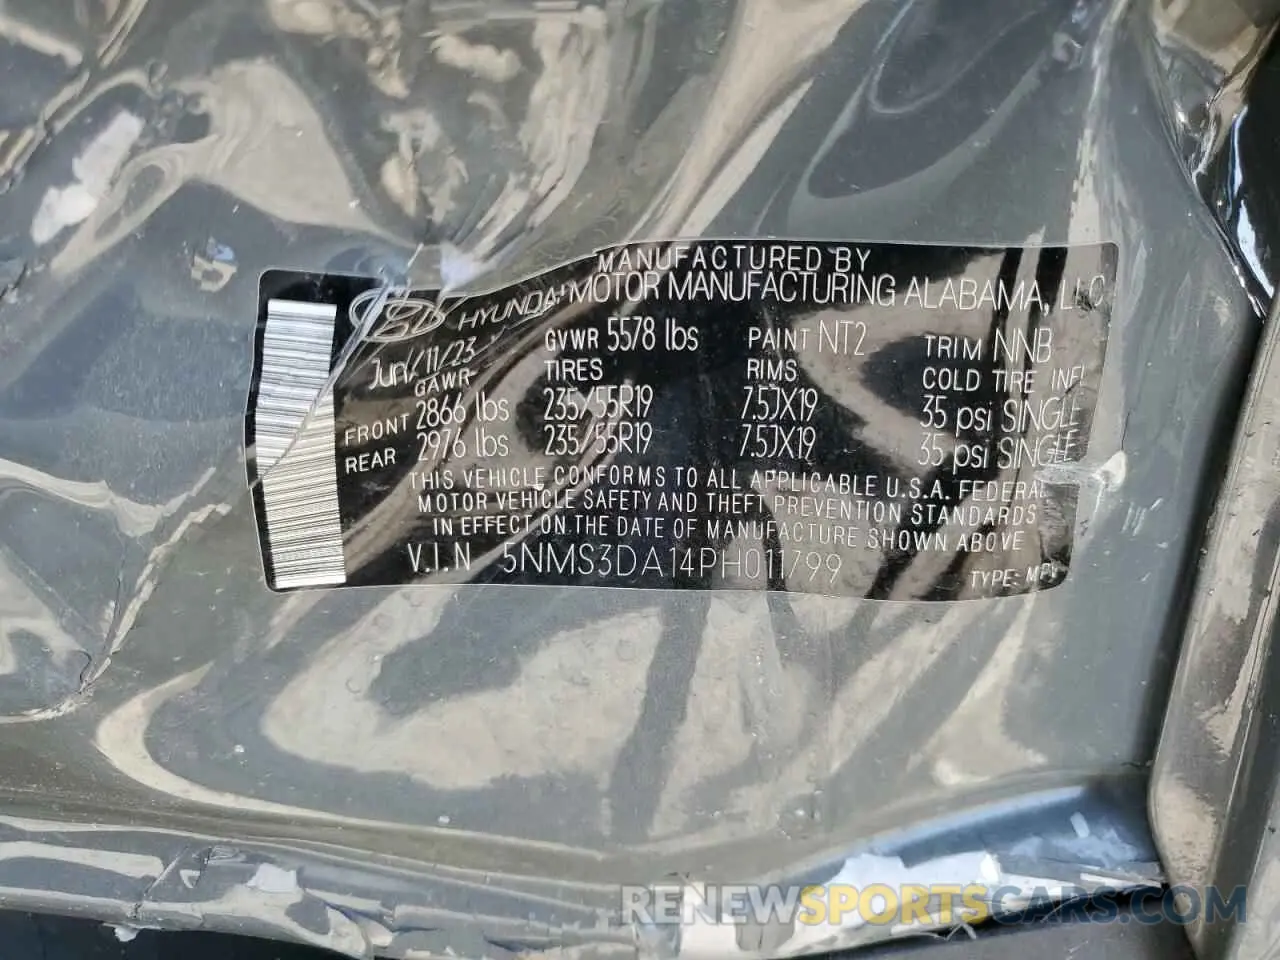 MANUFACTURED BY
HYUNDAI MOTOR MANUFACTURING ALABAMA, LLC
Jun/11/23 GVWR 5578 lbs PAINT NT2 TRIM NNB
GAWR TIRES RIMS COLD TIRE INFL
FRONT 2866 lbs 235/55R19 7.5JX19 35 psi SINGLE
REAR 2976 lbs 235/55R19 7.5JX19 35 psi SINGLE
THIS VEHICLE CONFORMS TO ALL APPLICABLE U.S.A. FEDERAL
MOTOR VEHICLE SAFETY AND THEFT PREVENTION STANDARDS
IN EFFECT ON THE DATE OF MANUFACTURE SHOWN ABOVE
V.I.N 5NMS3DA14PH011799 TYPE: MPV
RENEWSPORTSCARS.COM